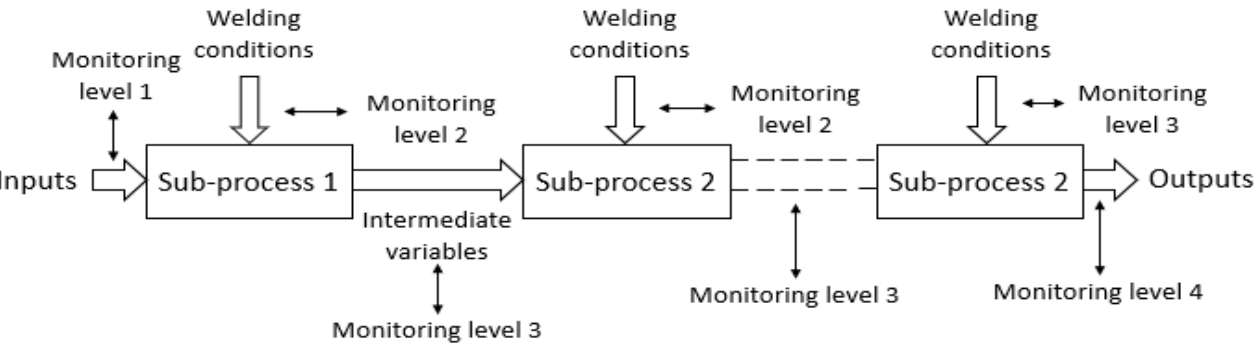 Welding
conditions
Welding
conditions
Welding
conditions
Monitoring
level 1
Monitoring
level 2
Monitoring
level 2
Monitoring
level 3
Inputs
Sub-process 1
Sub-process 2
Sub-process 2
Outputs
Intermediate
variables
Monitoring level 3
Monitoring level 3
Monitoring level 4